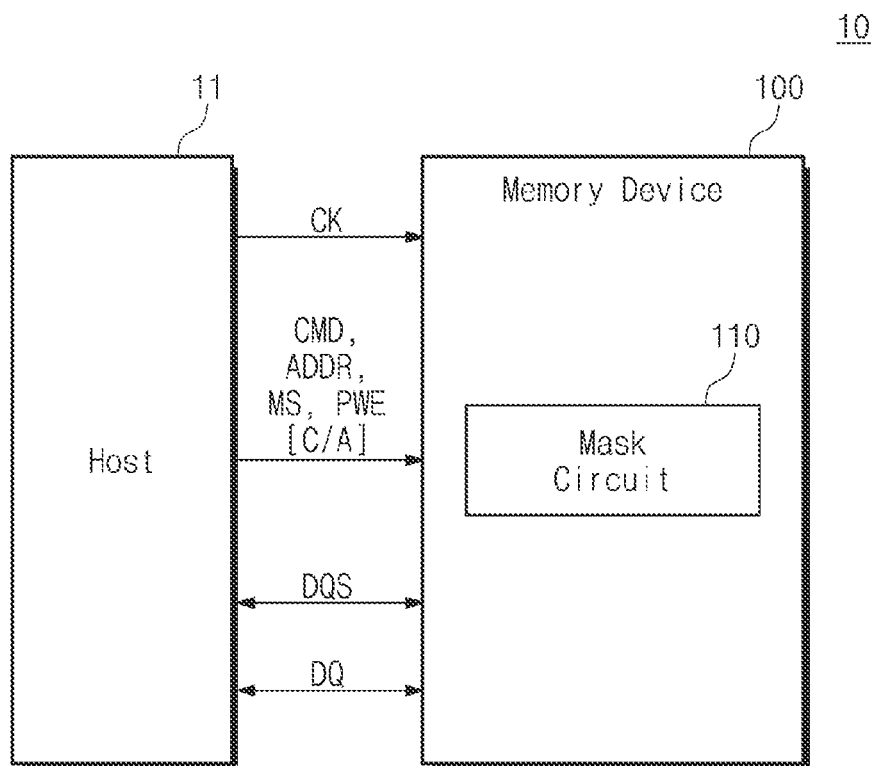 10
11
100
Memory Device
CK
CMD,
ADDR,
MS, PWE
[C/A]
110
Mask
Circuit
Host
DQS
DQ